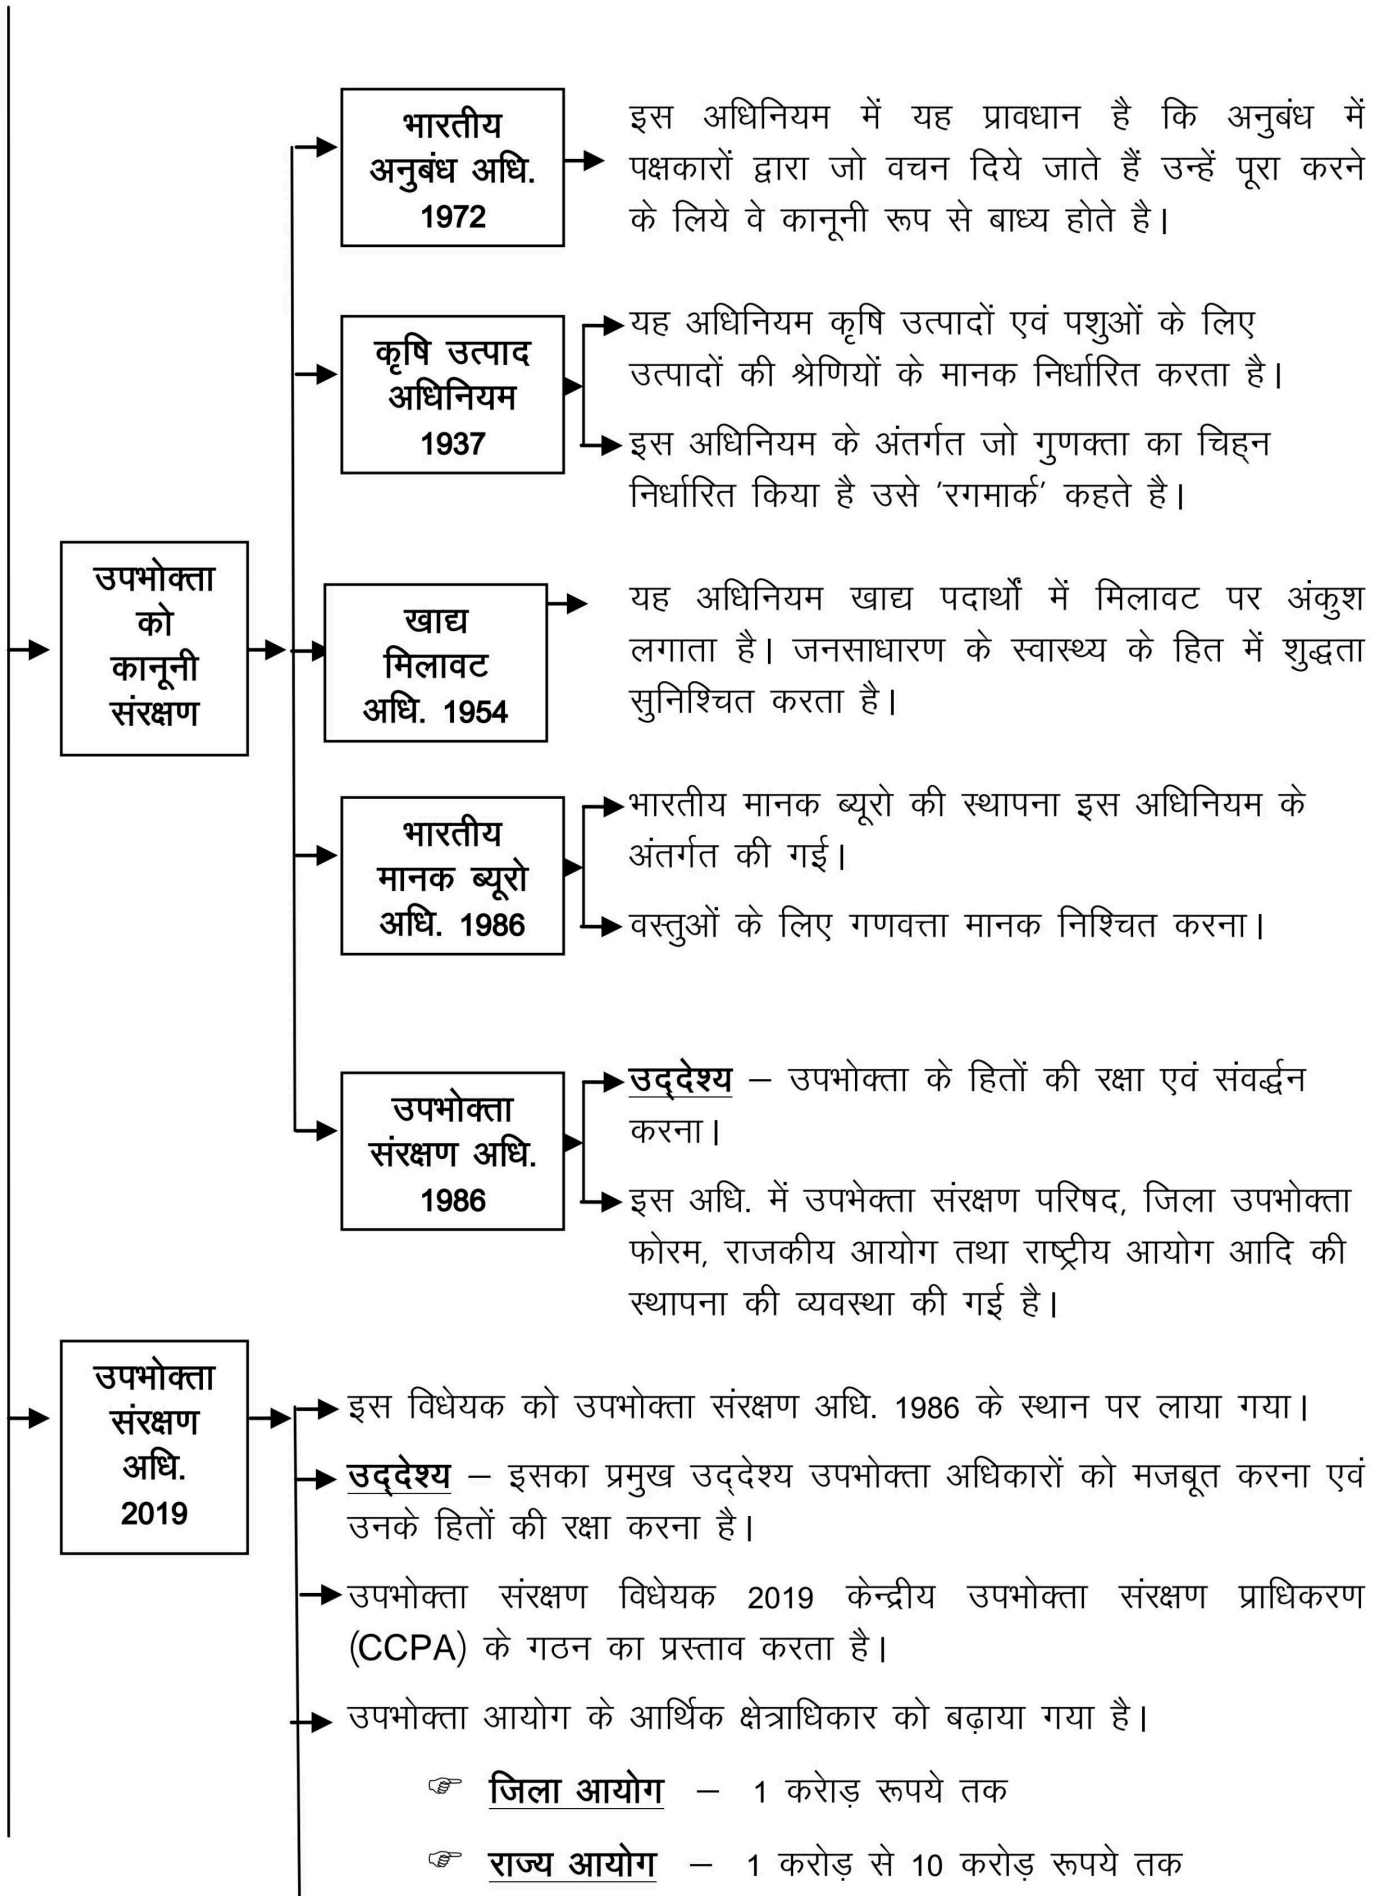 भारतीय
अनुबंध अधि.
1972
इस अधिनियम में यह प्रावधान है कि अनुबंध में
पक्षकारों द्वारा जो वचन दिये जाते हैं उन्हें पूरा करने
के लिये वे कानूनी रूप से बाध्य होते है।
कृषि उत्पाद
अधिनियम
1937
यह अधिनियम कृषि उत्पादों एवं पशुओं के लिए
उत्पादों की श्रेणियों के मानक निर्धारित करता है।
इस अधिनियम के अंतर्गत जो गुणक्ता का चिह्न
निर्धारित किया है उसे 'रगमार्क' कहते है।
उपभोक्ता
को
कानूनी
संरक्षण
खाद्य
मिलावट
अधि. 1954
यह अधिनियम खाद्य पदार्थों में मिलावट पर अंकुश
लगाता है। जनसाधारण के स्वास्थ्य के हित में शुद्धता
सुनिश्चित करता है।
भारतीय
मानक ब्यूरो
अधि. 1986
भारतीय मानक ब्यूरो की स्थापना इस अधिनियम के
अंतर्गत की गई।
वस्तुओं के लिए गणवत्ता मानक निश्चित करना।
उपभोक्ता
संरक्षण अधि.
1986
उद्देश्य – उपभोक्ता के हितों की रक्षा एवं संवर्द्धन
करना।
इस अधि. में उपभेक्ता संरक्षण परिषद, जिला उपभोक्ता
फोरम, राजकीय आयोग तथा राष्ट्रीय आयोग आदि की
स्थापना की व्यवस्था की गई है।
उपभोक्ता
संरक्षण
अधि.
2019
इस विधेयक को उपभोक्ता संरक्षण अधि. 1986 के स्थान पर लाया गया।
उद्देश्य – इसका प्रमुख उद्देश्य उपभोक्ता अधिकारों को मजबूत करना एवं
उनके हितों की रक्षा करना है।
उपभोक्ता संरक्षण विधेयक 2019 केन्द्रीय उपभोक्ता संरक्षण प्राधिकरण
(CCPA) के गठन का प्रस्ताव करता है।
उपभोक्ता आयोग के आर्थिक क्षेत्राधिकार को बढ़ाया गया है।
☞ जिला आयोग – 1 करोड़ रूपये तक
☞ राज्य आयोग – 1 करोड़ से 10 करोड़ रूपये तक